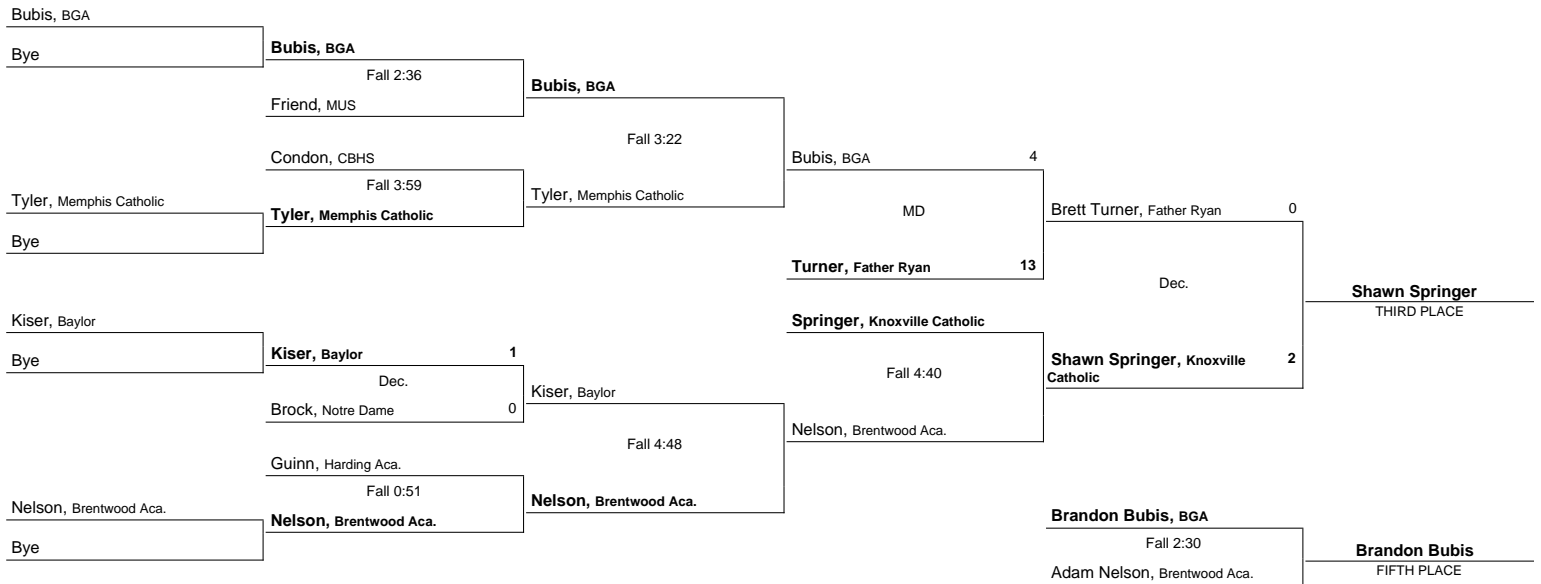 Bubis, BGA
Bye
Bubis, BGA
Fall 2:36
Friend, MUS
Bubis, BGA
Fall 3:22
Condon, CBHS
Fall 3:59
Tyler, Memphis Catholic
Tyler, Memphis Catholic
Bye
Tyler, Memphis Catholic
Bubis, BGA 4
MD
Turner, Father Ryan 13
Brett Turner, Father Ryan 0
Dec.
Shawn Springer
THIRD PLACE
Kiser, Baylor
Bye
Kiser, Baylor 1
Dec.
Brock, Notre Dame 0
Kiser, Baylor
Fall 4:48
Guinn, Harding Aca.
Fall 0:51
Nelson, Brentwood Aca.
Nelson, Brentwood Aca.
Bye
Nelson, Brentwood Aca.
Springer, Knoxville Catholic
Fall 4:40
Nelson, Brentwood Aca.
Shawn Springer, Knoxville 2
Catholic
Brandon Bubis, BGA
Fall 2:30
Adam Nelson, Brentwood Aca.
Brandon Bubis
FIFTH PLACE